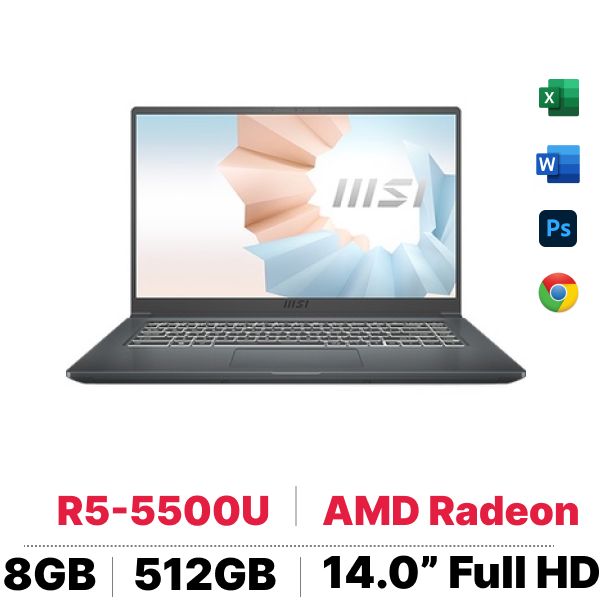 X
msi
W
Ps
msi
R5-5500U
AMD Radeon
8GB
512GB
14.0” Full HD